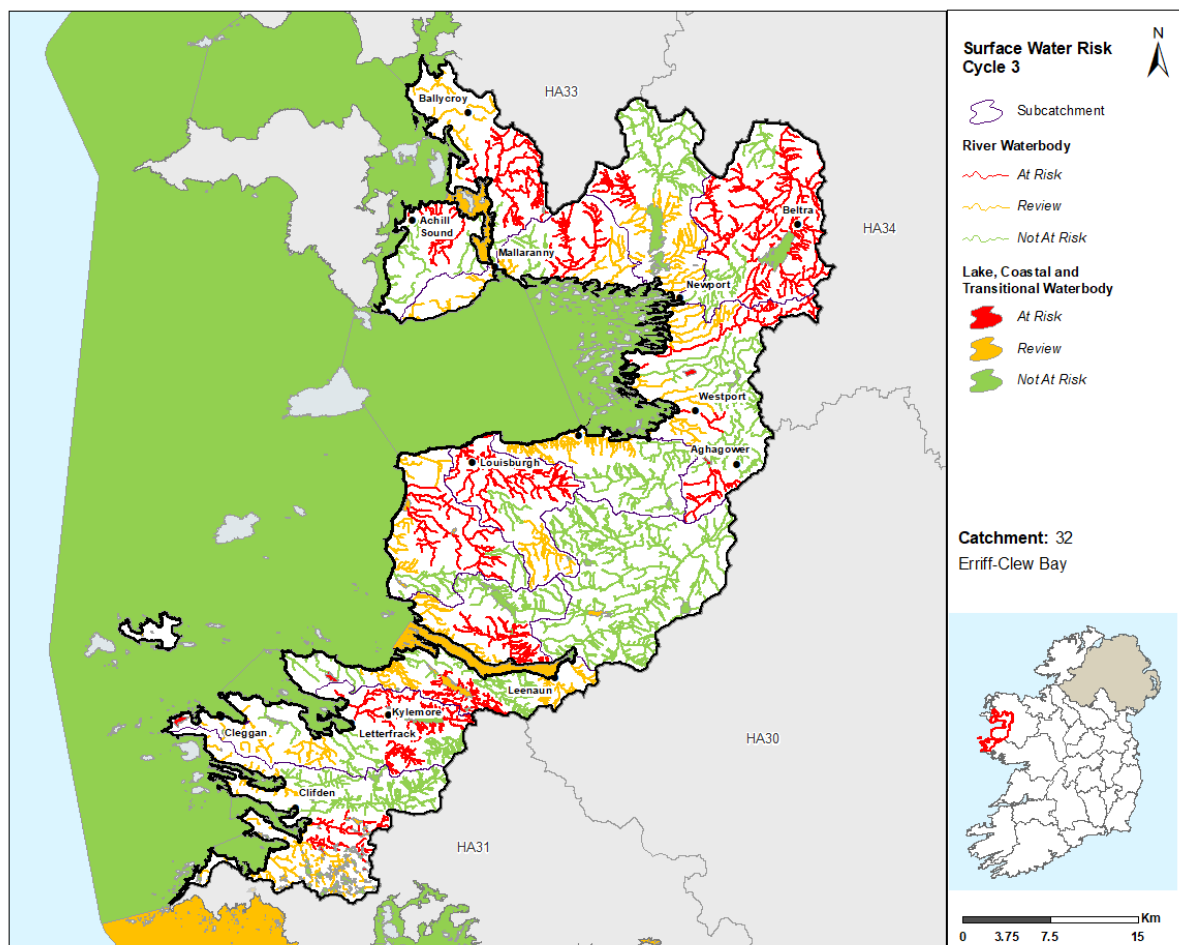 Ballycroy
HA33
Achill
Sound
Mallaranny
Beltra
HA34
Newport
Westport
Aghagower
Louisburgh
Leenaun
Kylemore
Cleggan
Letterfrack
HA30
Clifden
HA31
Surface Water Risk
Cycle 3
N
Subcatchment
River Waterbody
At Risk
Review
Not At Risk
Lake, Coastal and
Transitional Waterbody
At Risk
Review
Not At Risk
Catchment: 32
Erriff-Clew Bay
Km
0 3.75 7.5 15